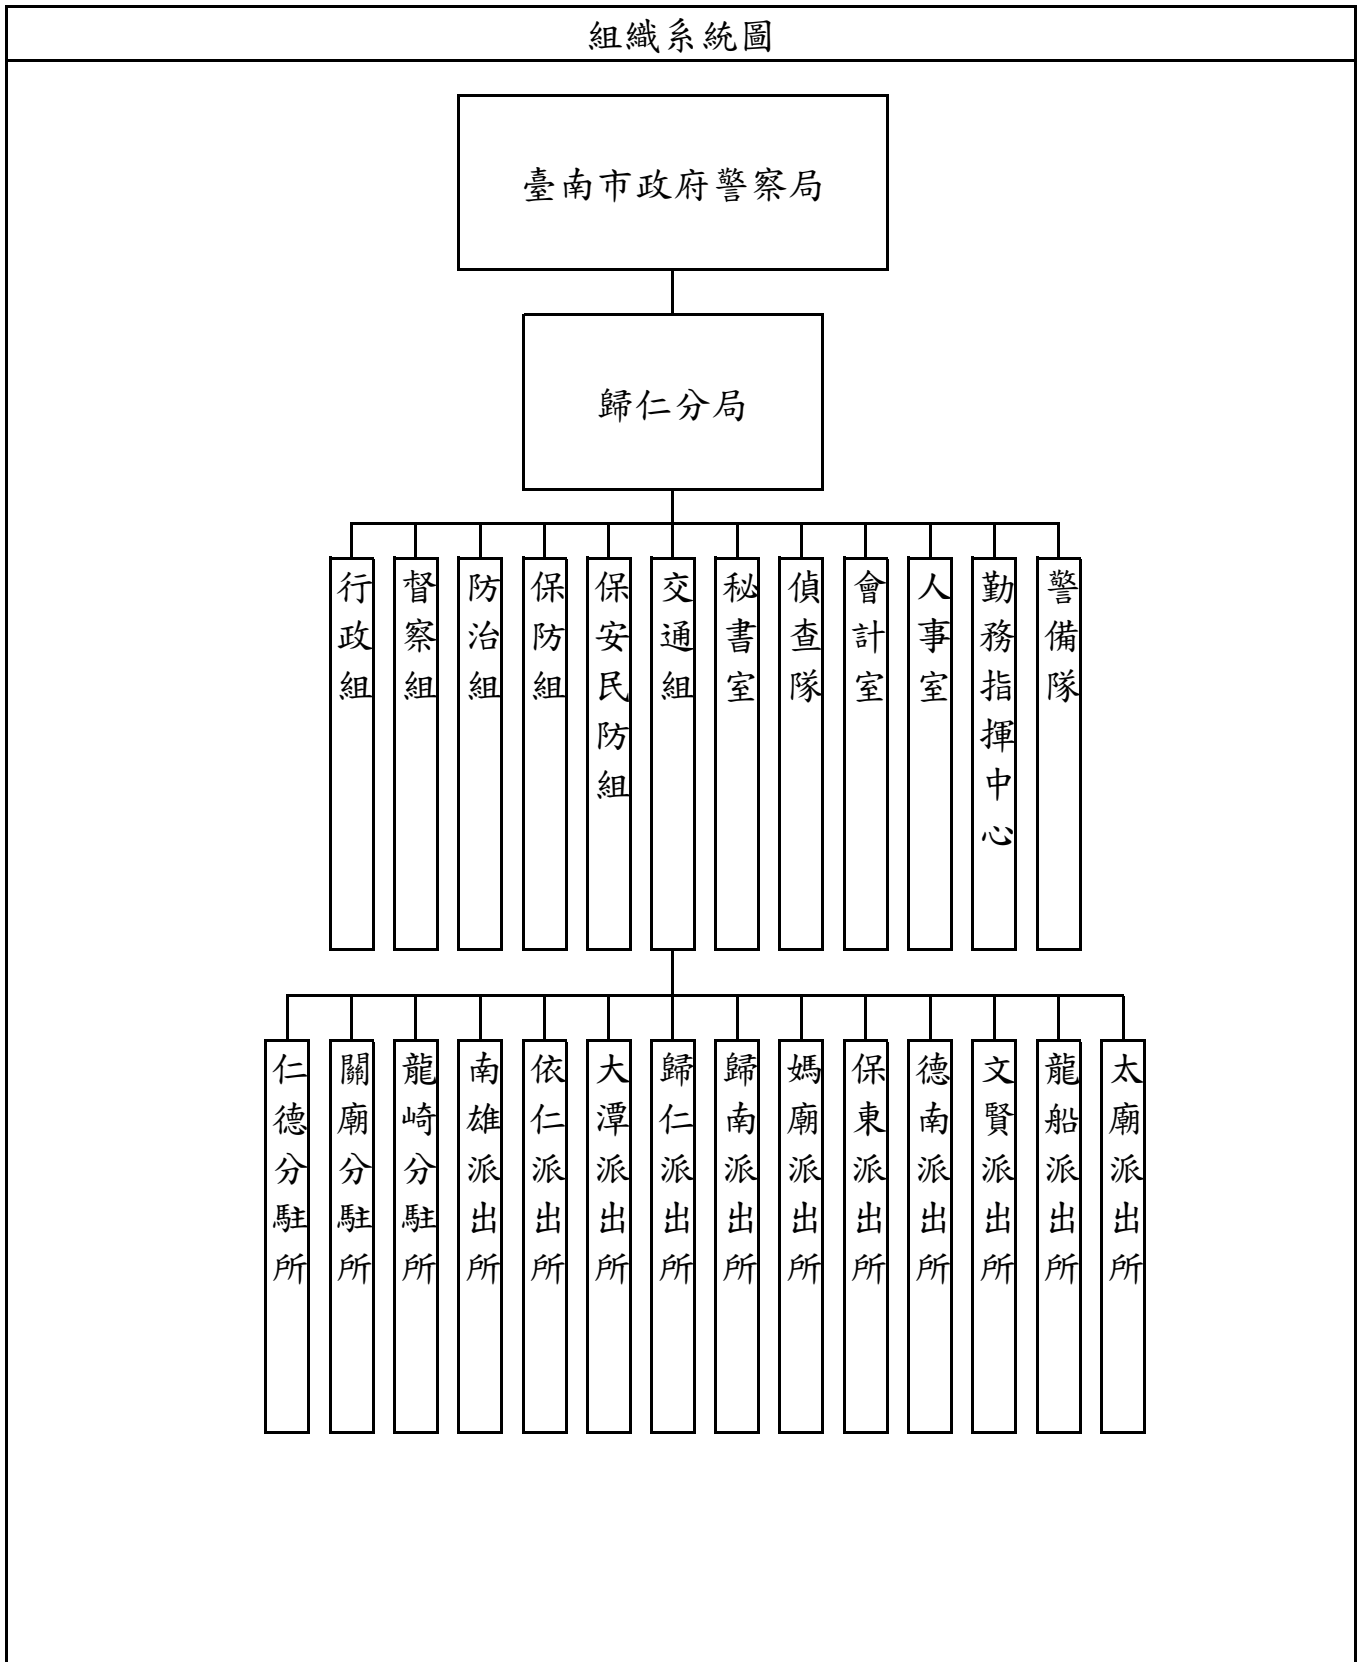 組織系統圖
臺南市政府警察局
歸仁分局
行政組
督察組
防治組
保防組
保安民防組
交通組
秘書室
偵查隊
會計室
人事室
勤務指揮中心
警備隊
仁德分駐所
關廟分駐所
龍崎分駐所
南雄派出所
依仁派出所
大潭派出所
歸仁派出所
歸南派出所
媽廟派出所
保東派出所
德南派出所
文賢派出所
龍船派出所
太廟派出所